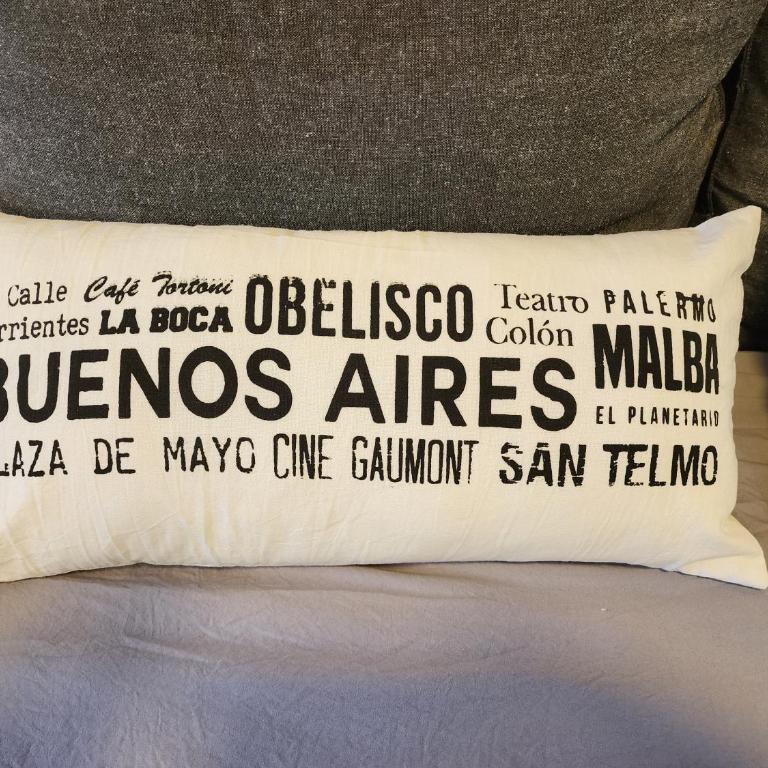 Calle Café Tortoni OBELISCO Teatro PALERMO
rrientes LA BOCA Colón MALBA
BUENOS AIRES EL PLANETARIO
LAZA DE MAYO CINE GAUMONT SAN TELMO